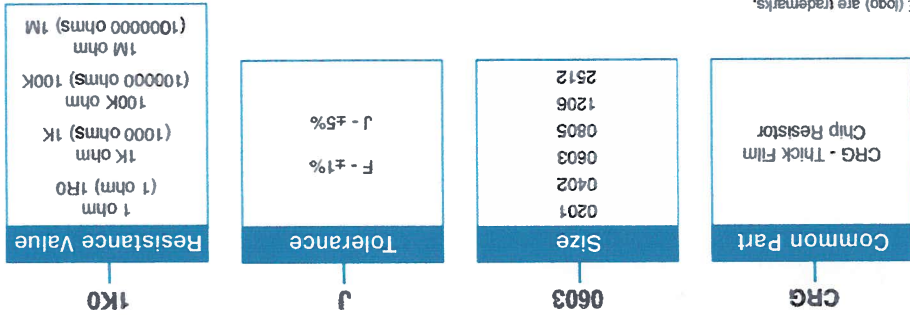 CRG
0603
J
1K0
Common Part
CRG - Thick Film
Chip Resistor
Size
0201
0402
0603
0805
1206
2512
Tolerance
F - ±1%
J - ±5%
Resistance Value
1 ohm
(1 ohm) 1R0
1K ohm
(1000 ohms) 1K
100K ohm
(100000 ohms) 100K
1M ohm
(1000000 ohms) 1M
(logo) are trademarks.